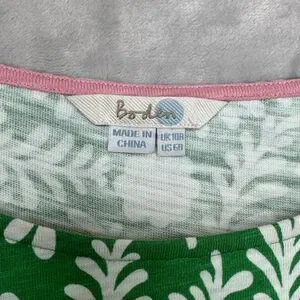 Boden
MADE IN
CHINA
UK 10R
US 6R